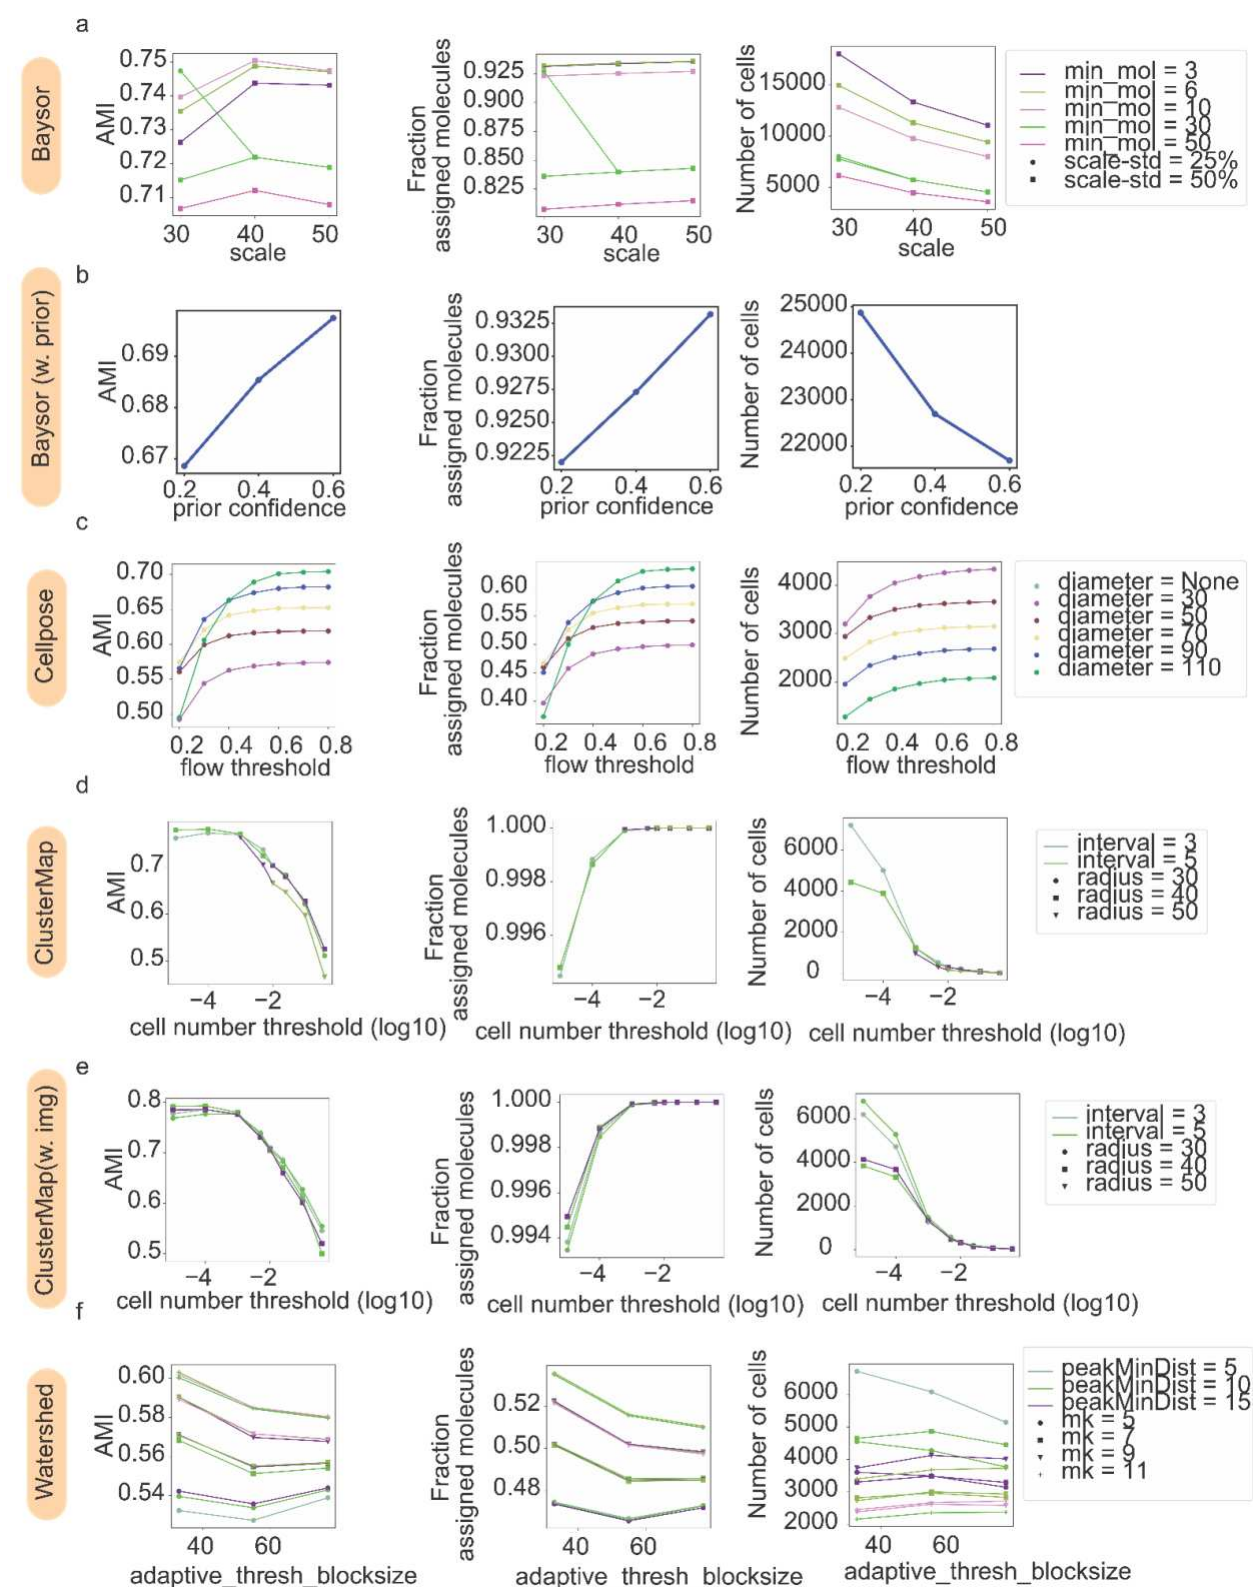 a
Baysor
AMI
0.75
0.74
0.73
0.72
0.71
30 40 50
scale
Fraction
assigned molecules
0.925
0.900
0.875
0.850
0.825
30 40 50
scale
Number of cells
15000
10000
5000
30 40 50
scale
min_mol = 3
min_mol = 6
min_mol = 10
min_mol = 30
min_mol = 50
scale-std = 25%
scale-std = 50%
b
Baysor (w. prior)
AMI
0.69
0.68
0.67
0.2 0.4 0.6
prior confidence
Fraction
assigned molecules
0.9325
0.9300
0.9275
0.9250
0.9225
0.2 0.4 0.6
prior confidence
Number of cells
25000
24000
23000
22000
0.2 0.4 0.6
prior confidence
c
Cellpose
AMI
0.70
0.65
0.60
0.55
0.50
0.2 0.4 0.6 0.8
flow threshold
Fraction
assigned molecules
0.60
0.55
0.50
0.45
0.40
0.2 0.4 0.6 0.8
flow threshold
Number of cells
4000
3000
2000
0.2 0.4 0.6 0.8
flow threshold
diameter = None
diameter = 30
diameter = 50
diameter = 70
diameter = 90
diameter = 110
d
ClusterMap
AMI
0.7
0.6
0.5
−4 −2
cell number threshold (log10)
Fraction
assigned molecules
1.000
0.998
0.996
−4 −2
cell number threshold (log10)
Number of cells
6000
4000
2000
0
−4 −2
cell number threshold (log10)
interval = 3
interval = 5
radius = 30
radius = 40
radius = 50
e
ClusterMap(w. img)
AMI
0.8
0.7
0.6
0.5
−4 −2
cell number threshold (log10)
Fraction
assigned molecules
1.000
0.998
0.996
0.994
−4 −2
cell number threshold (log10)
Number of cells
6000
4000
2000
0
−4 −2
cell number threshold (log10)
interval = 3
interval = 5
radius = 30
radius = 40
radius = 50
f
Watershed
AMI
0.60
0.58
0.56
0.54
40 60
adaptive_thresh_blocksize
Fraction
assigned molecules
0.52
0.50
0.48
40 60
adaptive_thresh_blocksize
Number of cells
6000
5000
4000
3000
2000
40 60
adaptive_thresh_blocksize
peakMinDist = 5
peakMinDist = 10
peakMinDist = 15
mk = 5
mk = 7
mk = 9
mk = 11